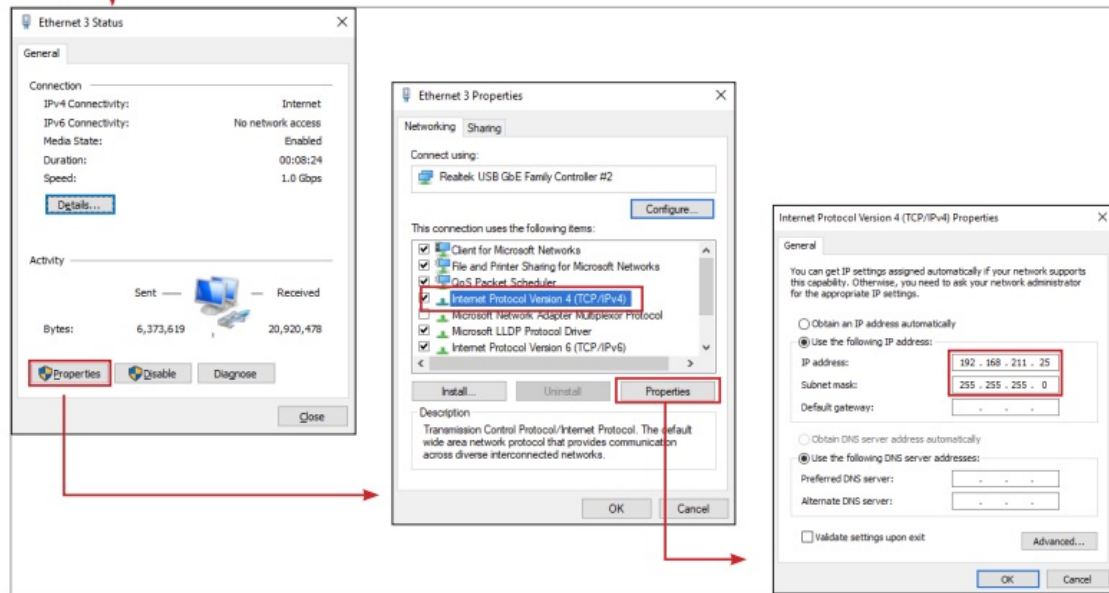 Ethernet 3 Status
General
Connection
IPv4 Connectivity: Internet
IPv6 Connectivity: No network access
Media State: Enabled
Duration: 00:08:24
Speed: 1.0 Gbps
Details...
Activity
Sent — — Received
Bytes: 6,373,619 20,920,478
Properties Disable Diagnose
Close
Ethernet 3 Properties
Networking Sharing
Connect using:
Realtek USB GbE Family Controller #2
Configure...
This connection uses the following items:
Client for Microsoft Networks
File and Printer Sharing for Microsoft Networks
QoS Packet Scheduler
Internet Protocol Version 4 (TCP/IPv4)
Microsoft Network Adapter Multiplexor Protocol
Microsoft LLDP Protocol Driver
Internet Protocol Version 6 (TCP/IPv6)
Install... Uninstall Properties
Description
Transmission Control Protocol/Internet Protocol. The default
wide area network protocol that provides communication
across diverse interconnected networks.
OK Cancel
Internet Protocol Version 4 (TCP/IPv4) Properties
General
You can get IP settings assigned automatically if your network supports
this capability. Otherwise, you need to ask your network administrator
for the appropriate IP settings.
Obtain an IP address automatically
Use the following IP address:
IP address: 192 . 168 . 211 . 25
Subnet mask: 255 . 255 . 255 . 0
Default gateway: . . .
Obtain DNS server address automatically
Use the following DNS server addresses:
Preferred DNS server: . . .
Alternate DNS server: . . .
Validate settings upon exit
Advanced...
OK Cancel